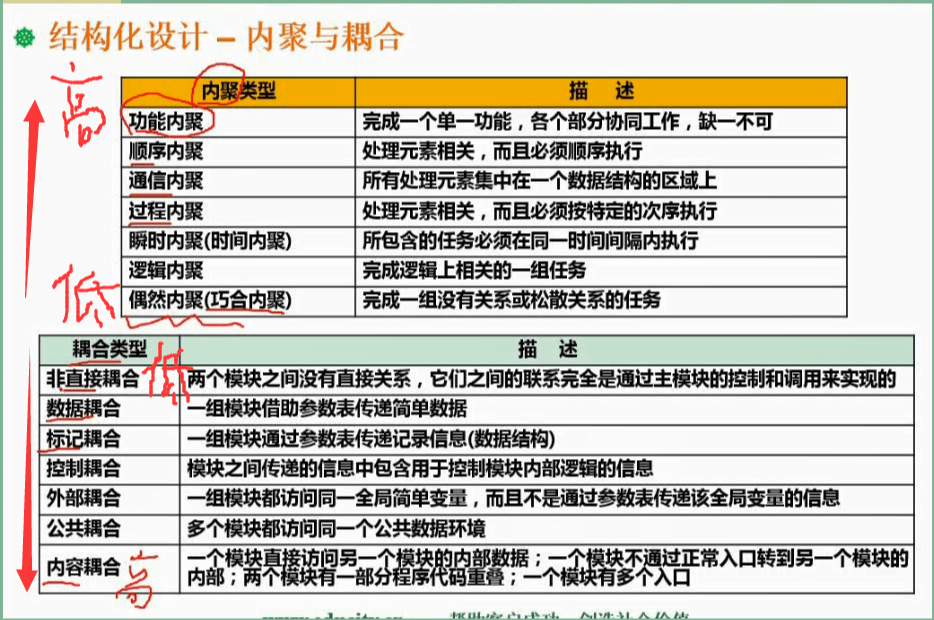 结构化设计 – 内聚与耦合
高
内聚类型 描 述
功能内聚 完成一个单一功能，各个部分协同工作，缺一不可
顺序内聚 处理元素相关，而且必须顺序执行
通信内聚 所有处理元素集中在一个数据结构的区域上
过程内聚 处理元素相关，而且必须按特定的次序执行
瞬时内聚(时间内聚) 所包含的任务必须在同一时间间隔内执行
逻辑内聚 完成逻辑上相关的一组任务
低
偶然内聚(巧合内聚) 完成一组没有关系或松散关系的任务
耦合类型 描 述
低
非直接耦合 两个模块之间没有直接关系，它们之间的联系完全是通过主模块的控制和调用来实现的
数据耦合 一组模块借助参数表传递简单数据
标记耦合 一组模块通过参数表传递记录信息(数据结构)
控制耦合 模块之间传递的信息中包含用于控制模块内部逻辑的信息
外部耦合 一组模块都访问同一全局简单变量，而且不是通过参数表传递该全局变量的信息
公共耦合 多个模块都访问同一个公共数据环境
内容耦合 一个模块直接访问另一个模块的内部数据；一个模块不通过正常入口转到另一个模块的
内部；两个模块有一部分程序代码重叠；一个模块有多个入口
高